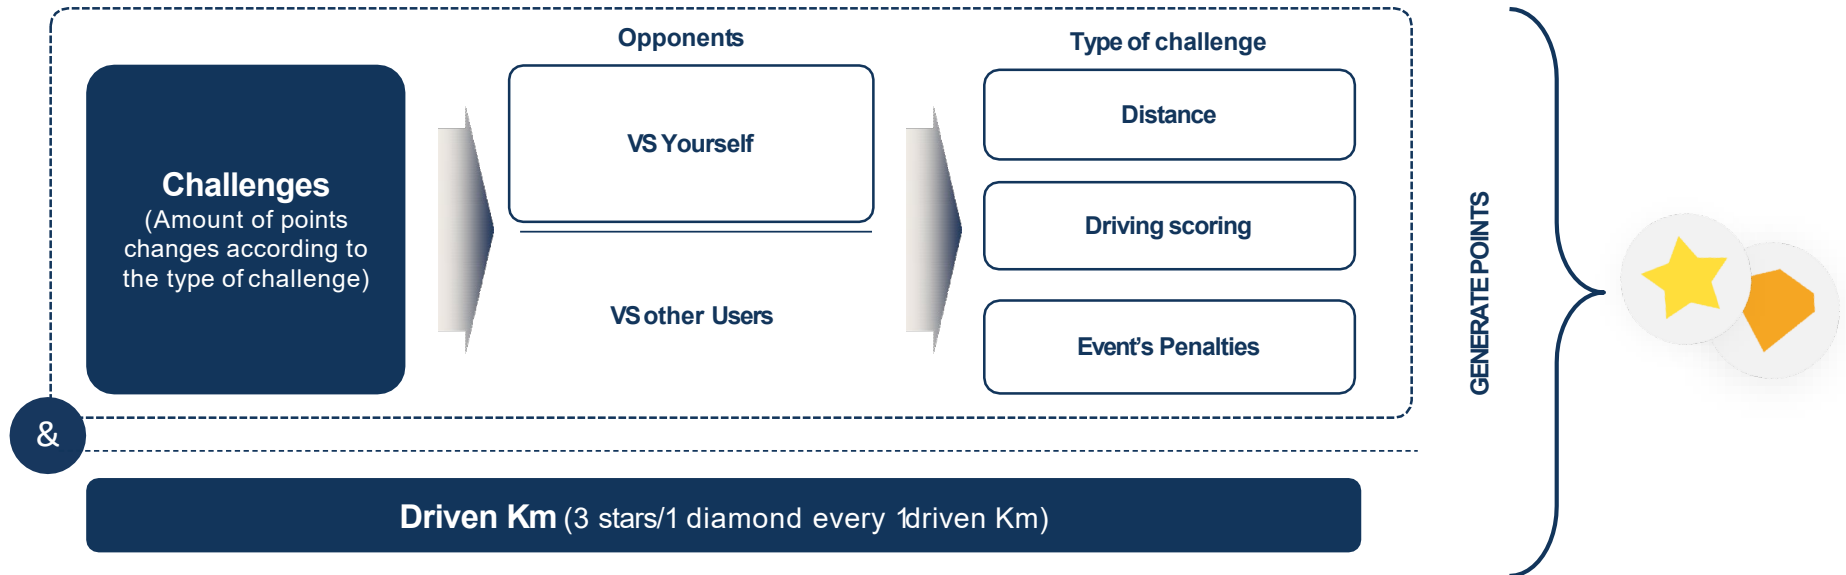 Opponents
Type of challenge
Challenges
(Amount of points
changes according to
the type of challenge)
VS Yourself
VS other Users
Distance
Driving scoring
Event's Penalties
GENERATE POINTS
&
Driven Km (3 stars/1 diamond every 1driven Km)